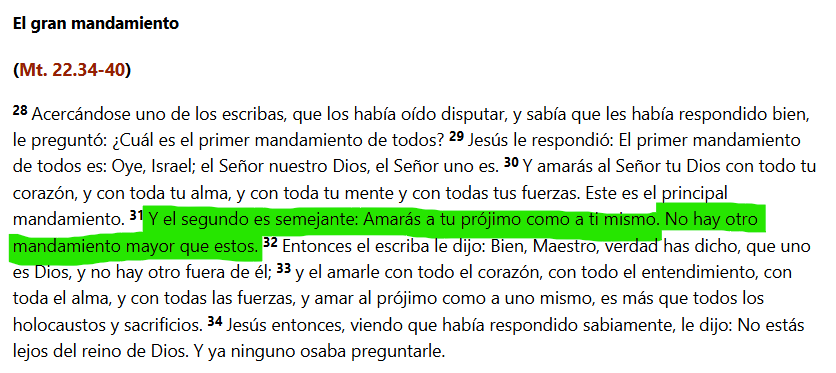 El gran mandamiento
(Mt. 22.34-40)
28 Acercándose uno de los escribas, que los había oído disputar, y sabía que les había respondido bien,
le preguntó: ¿Cuál es el primer mandamiento de todos? 29 Jesús le respondió: El primer mandamiento
de todos es: Oye, Israel; el Señor nuestro Dios, el Señor uno es. 30 Y amarás al Señor tu Dios con todo tu
corazón, y con toda tu alma, y con toda tu mente y con todas tus fuerzas. Este es el principal
mandamiento. 31 Y el segundo es semejante: Amarás a tu prójimo como a ti mismo. No hay otro
mandamiento mayor que estos. 32 Entonces el escriba le dijo: Bien, Maestro, verdad has dicho, que uno
es Dios, y no hay otro fuera de él; 33 y el amarle con todo el corazón, con todo el entendimiento, con
toda el alma, y con todas las fuerzas, y amar al prójimo como a uno mismo, es más que todos los
holocaustos y sacrificios. 34 Jesús entonces, viendo que había respondido sabiamente, le dijo: No estás
lejos del reino de Dios. Y ya ninguno osaba preguntarle.